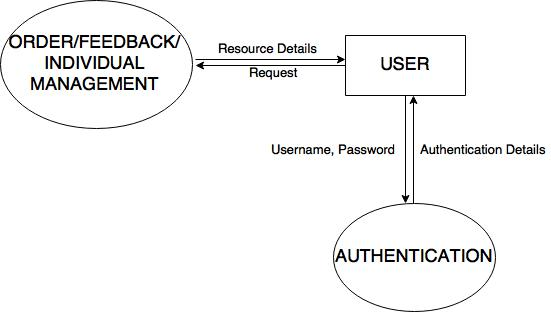 ORDER/FEEDBACK/
INDIVIDUAL
MANAGEMENT
Resource Details
Request
USER
Username, Password
Authentication Details
AUTHENTICATION